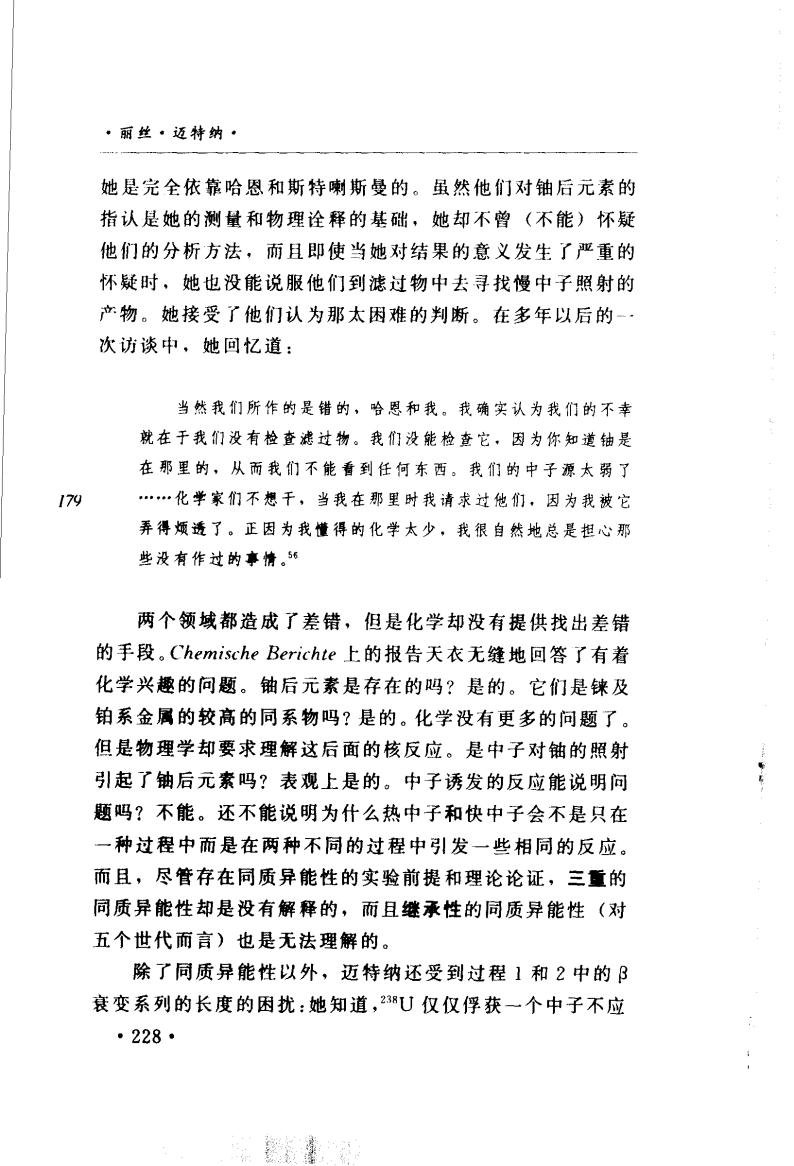 ·丽丝·迈特纳·
她是完全依靠哈恩和斯特喇斯曼的。虽然他们对铀后元素的
指认是她的测量和物理诠释的基础，她却不曾（不能）怀疑
他们的分析方法，而且即使当她对结果的意义发生了严重的
怀疑时，她也没能说服他们到滤过物中去寻找慢中子照射的
产物。她接受了他们认为那太困难的判断。在多年以后的一
次访谈中，她回忆道：
当然我们所作的是错的，哈恩和我。我确实认为我们的不幸
就在于我们没有检查滤过物。我们没能检查它，因为你知道铀是
在那里的，从而我们不能看到任何东西。我们的中子源太弱了
179 ……化学家们不想干，当我在那里时我请求过他们，因为我被它
弄得烦透了。正因为我懂得的化学太少，我很自然地总是担心那
些没有作过的事情。56
两个领域都造成了差错，但是化学却没有提供找出差错
的手段。Chemische Berichte 上的报告天衣无缝地回答了有着
化学兴趣的问题。铀后元素是存在的吗？是的。它们是铼及
铂系金属的较高的同系物吗？是的。化学没有更多的问题了。
但是物理学却要求理解这后面的核反应。是中子对铀的照射
引起了铀后元素吗？表观上是的。中子诱发的反应能说明问
题吗？不能。还不能说明为什么热中子和快中子会不是只在
一种过程中而是在两种不同的过程中引发一些相同的反应。
而且，尽管存在同质异能性的实验前提和理论论证，三重的
同质异能性却是没有解释的，而且继承性的同质异能性（对
五个世代而言）也是无法理解的。
除了同质异能性以外，迈特纳还受到过程 1 和 2 中的 β
衰变系列的长度的困扰：她知道，²³⁸U 仅仅俘获一个中子不应
·228·